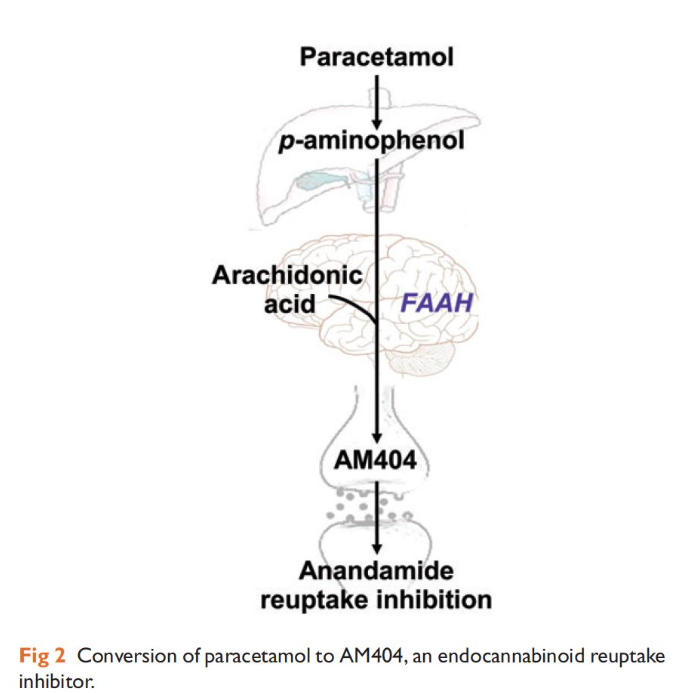 Paracetamol
p-aminophenol
Arachidonic
acid
FAAH
AM404
Anandamide
reuptake inhibition
Fig 2 Conversion of paracetamol to AM404, an endocannabinoid reuptake
inhibitor.